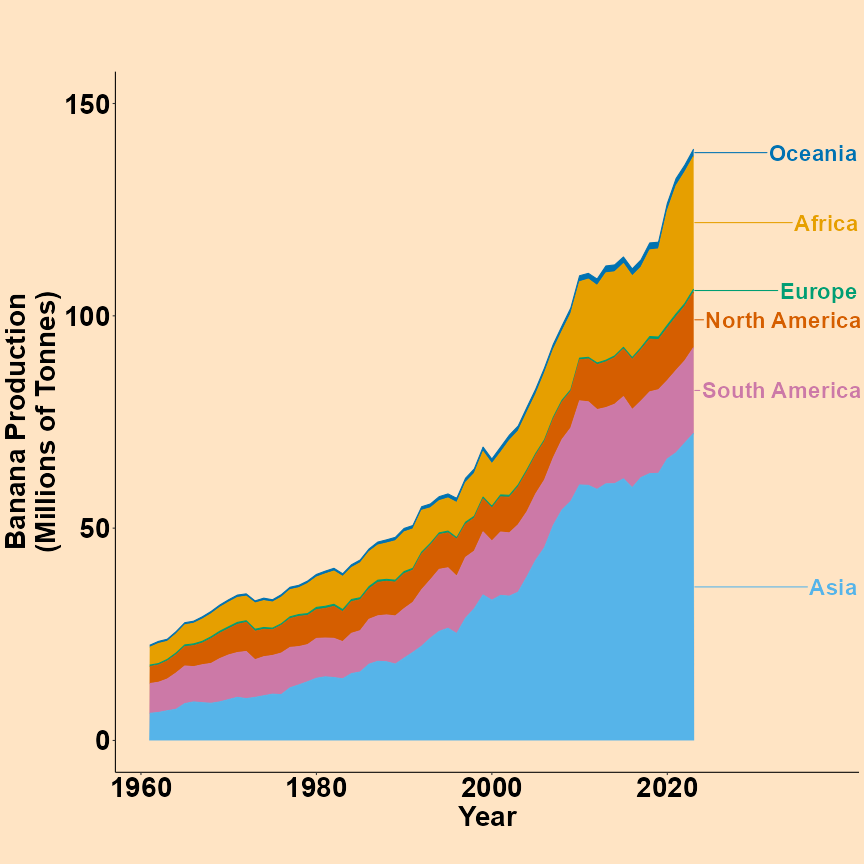 150
100
50
0
Banana Production
(Millions of Tonnes)
Oceania
Africa
Europe
North America
South America
Asia
1960
1980
2000
2020
Year